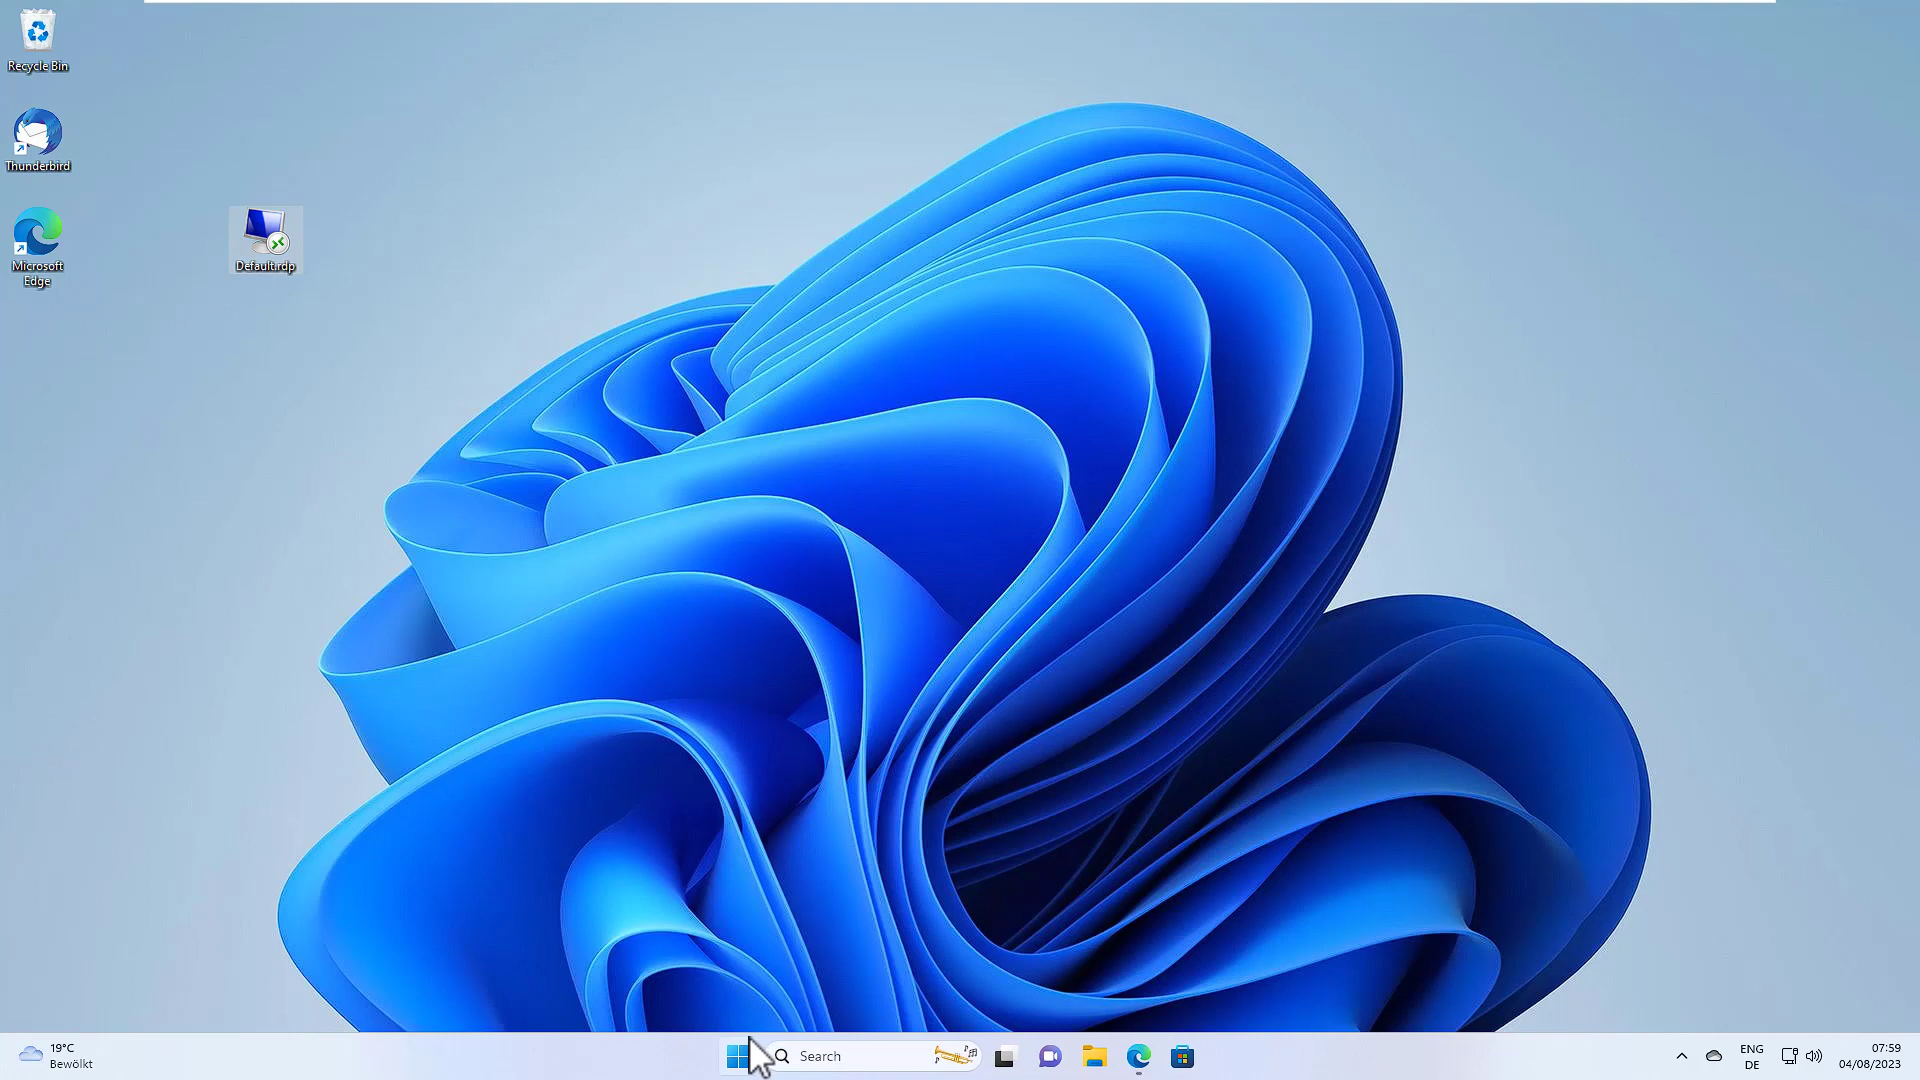 Recycle Bin
Thunderbird
Microsoft
Edge
Default.rdp
19°C
Bewölkt
Search
ENG
DE
07:59
04/08/2023